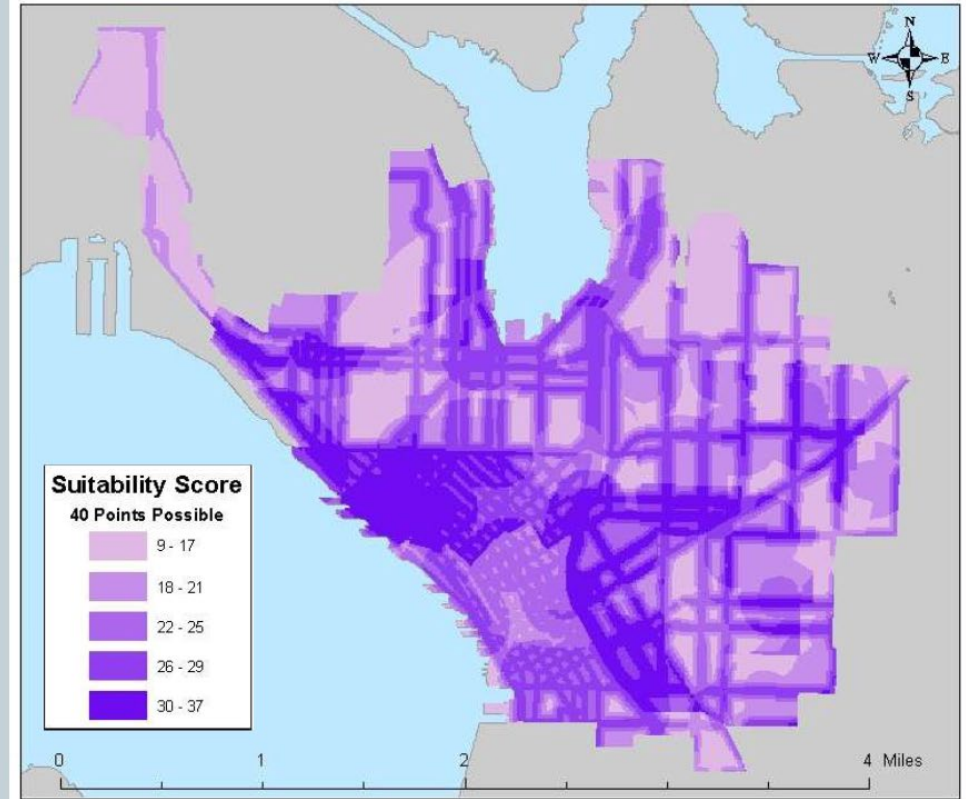 N
W E
S
Suitability Score
40 Points Possible
9 - 17
18 - 21
22 - 25
26 - 29
30 - 37
0 1 2 4 Miles